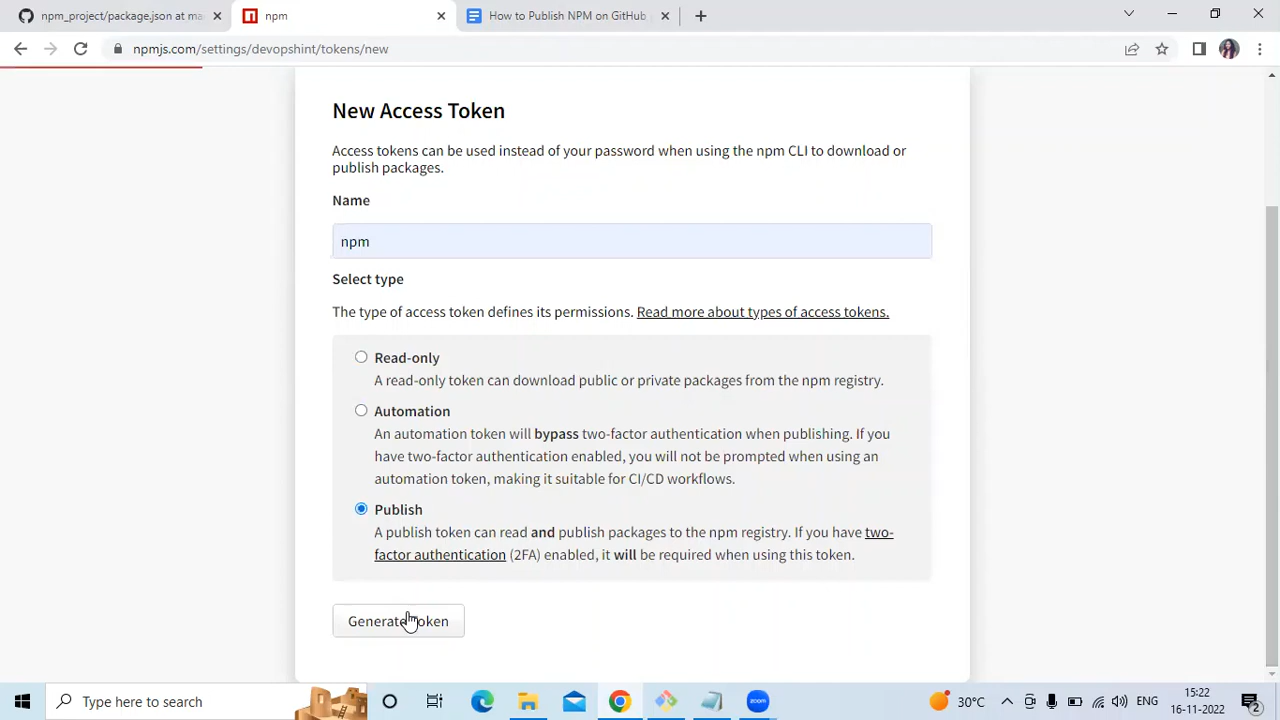 npm_project/package.json at ma
npm
How to Publish NPM on GitHub
npmjs.com/settings/devopshint/tokens/new
New Access Token
Access tokens can be used instead of your password when using the npm CLI to download or
publish packages.
Name
npm
Select type
The type of access token defines its permissions. Read more about types of access tokens.
Read-only
A read-only token can download public or private packages from the npm registry.
Automation
An automation token will bypass two-factor authentication when publishing. If you
have two-factor authentication enabled, you will not be prompted when using an
automation token, making it suitable for CI/CD workflows.
Publish
A publish token can read and publish packages to the npm registry. If you have two-
factor authentication (2FA) enabled, it will be required when using this token.
Generate Token
Type here to search
zoom
30°C
ENG
15:22
16-11-2022
2